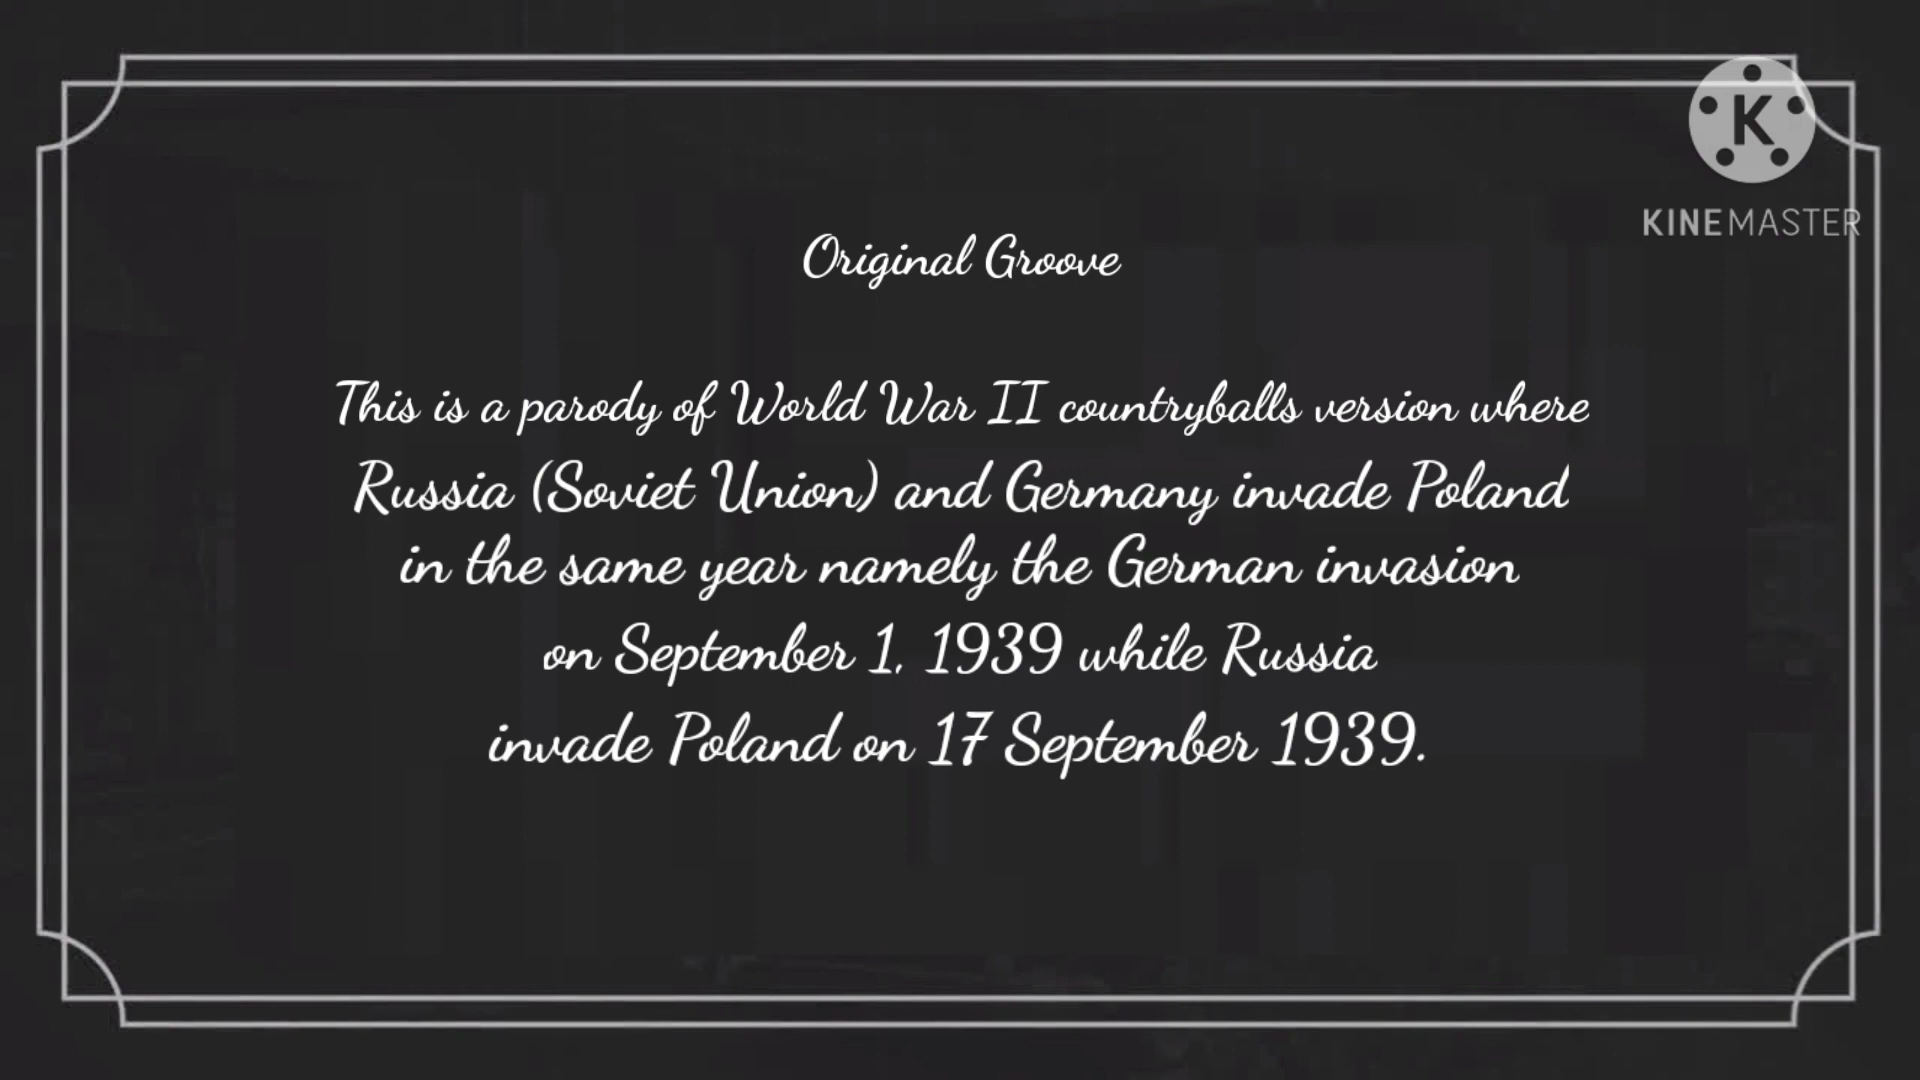 Original Groove
KINEMASTER
This is a parody of World War II countryballs version where
Russia (Soviet Union) and Germany invade Poland
in the same year namely the German invasion
on September 1, 1939 while Russia
invade Poland on 17 September 1939.